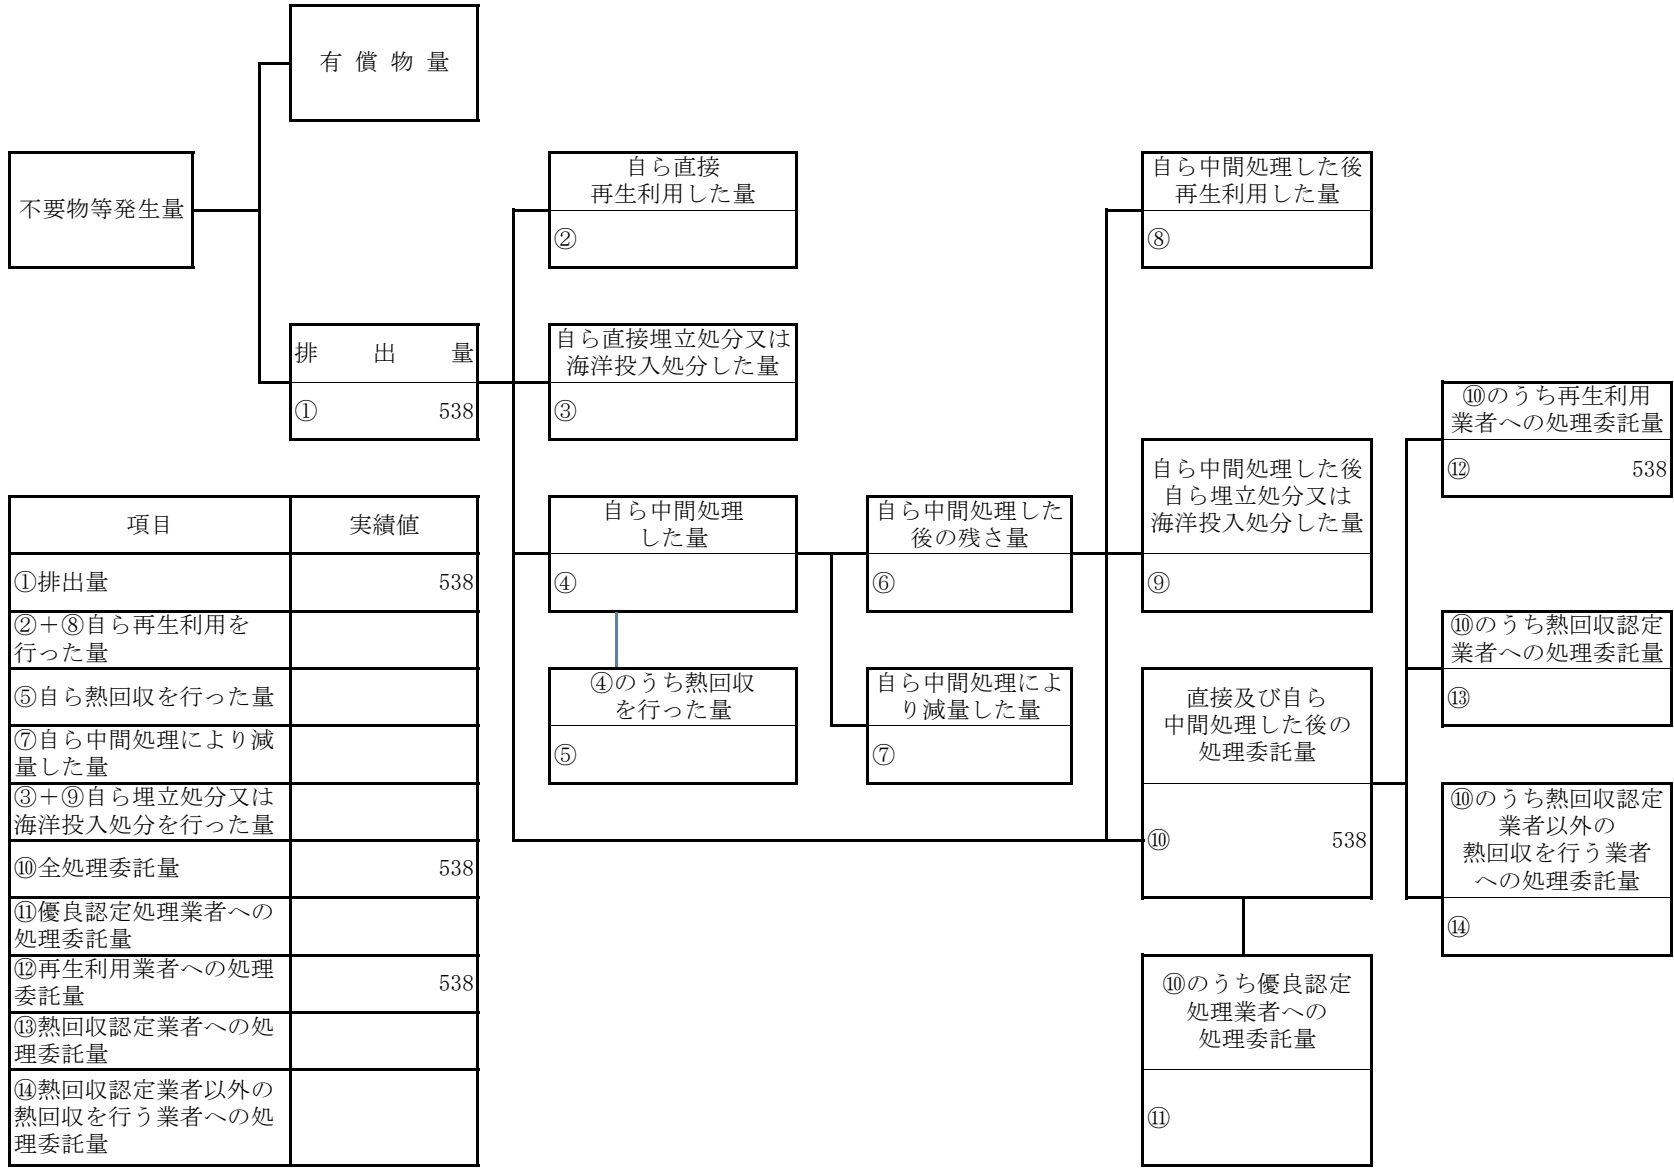 有償物量
不要物等発生量
排出量
① 538
自ら直接
再生利用した量
②
自ら直接埋立処分又は
海洋投入処分した量
③
自ら中間処理
した量
④
④のうち熱回収
を行った量
⑤
自ら中間処理した
後の残さ量
⑥
自ら中間処理によ
り減量した量
⑦
自ら中間処理した後
再生利用した量
⑧
自ら中間処理した後
自ら埋立処分又は
海洋投入処分した量
⑨
直接及び自ら
中間処理した後の
処理委託量
⑩ 538
⑩のうち優良認定
処理業者への
処理委託量
⑪
⑩のうち再生利用
業者への処理委託量
⑫ 538
⑩のうち熱回収認定
業者への処理委託量
⑬
⑩のうち熱回収認定
業者以外の
熱回収を行う業者
への処理委託量
⑭
項目 実績値
①排出量 538
②＋⑧自ら再生利用を
行った量
⑤自ら熱回収を行った量
⑦自ら中間処理により減
量した量
③＋⑨自ら埋立処分又は
海洋投入処分を行った量
⑩全処理委託量 538
⑪優良認定処理業者への
処理委託量
⑫再生利用業者への処理
委託量 538
⑬熱回収認定業者への処
理委託量
⑭熱回収認定業者以外の
熱回収を行う業者への処
理委託量